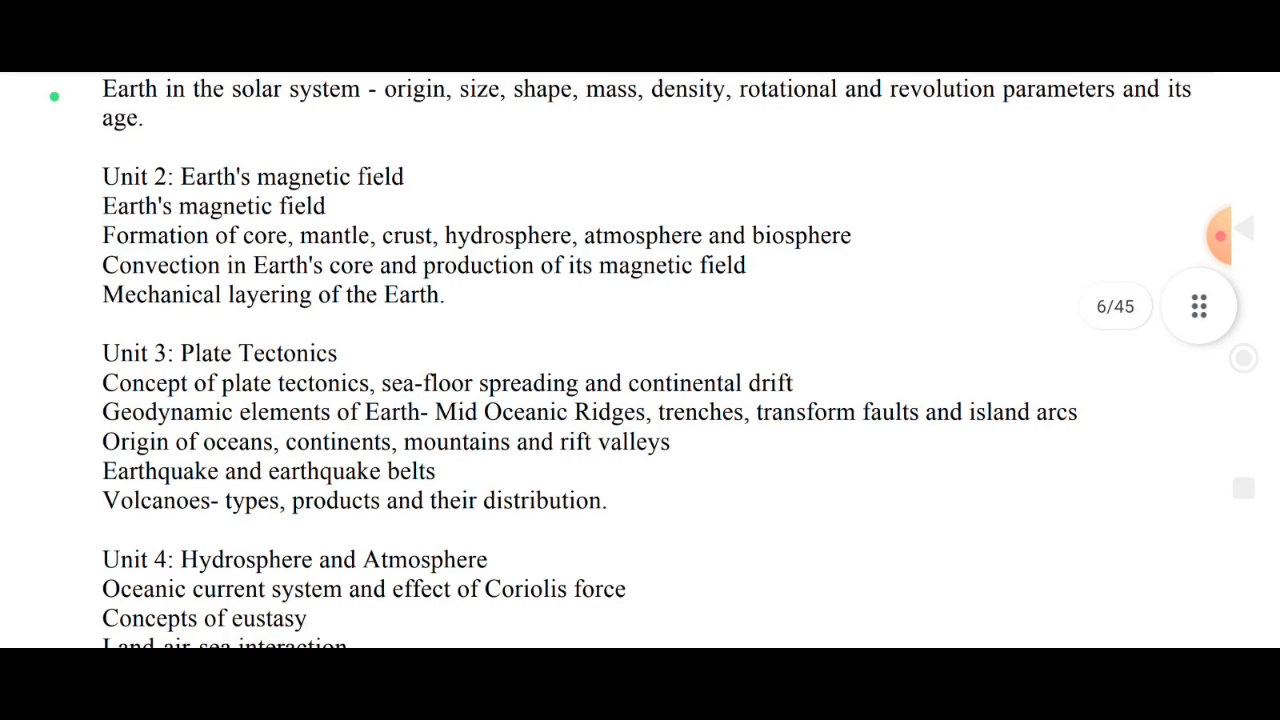 Earth in the solar system - origin, size, shape, mass, density, rotational and revolution parameters and its
age.
Unit 2: Earth's magnetic field
Earth's magnetic field
Formation of core, mantle, crust, hydrosphere, atmosphere and biosphere
Convection in Earth's core and production of its magnetic field
Mechanical layering of the Earth.
6/45
Unit 3: Plate Tectonics
Concept of plate tectonics, sea-floor spreading and continental drift
Geodynamic elements of Earth- Mid Oceanic Ridges, trenches, transform faults and island arcs
Origin of oceans, continents, mountains and rift valleys
Earthquake and earthquake belts
Volcanoes- types, products and their distribution.
Unit 4: Hydrosphere and Atmosphere
Oceanic current system and effect of Coriolis force
Concepts of eustasy
Land-air-sea interaction